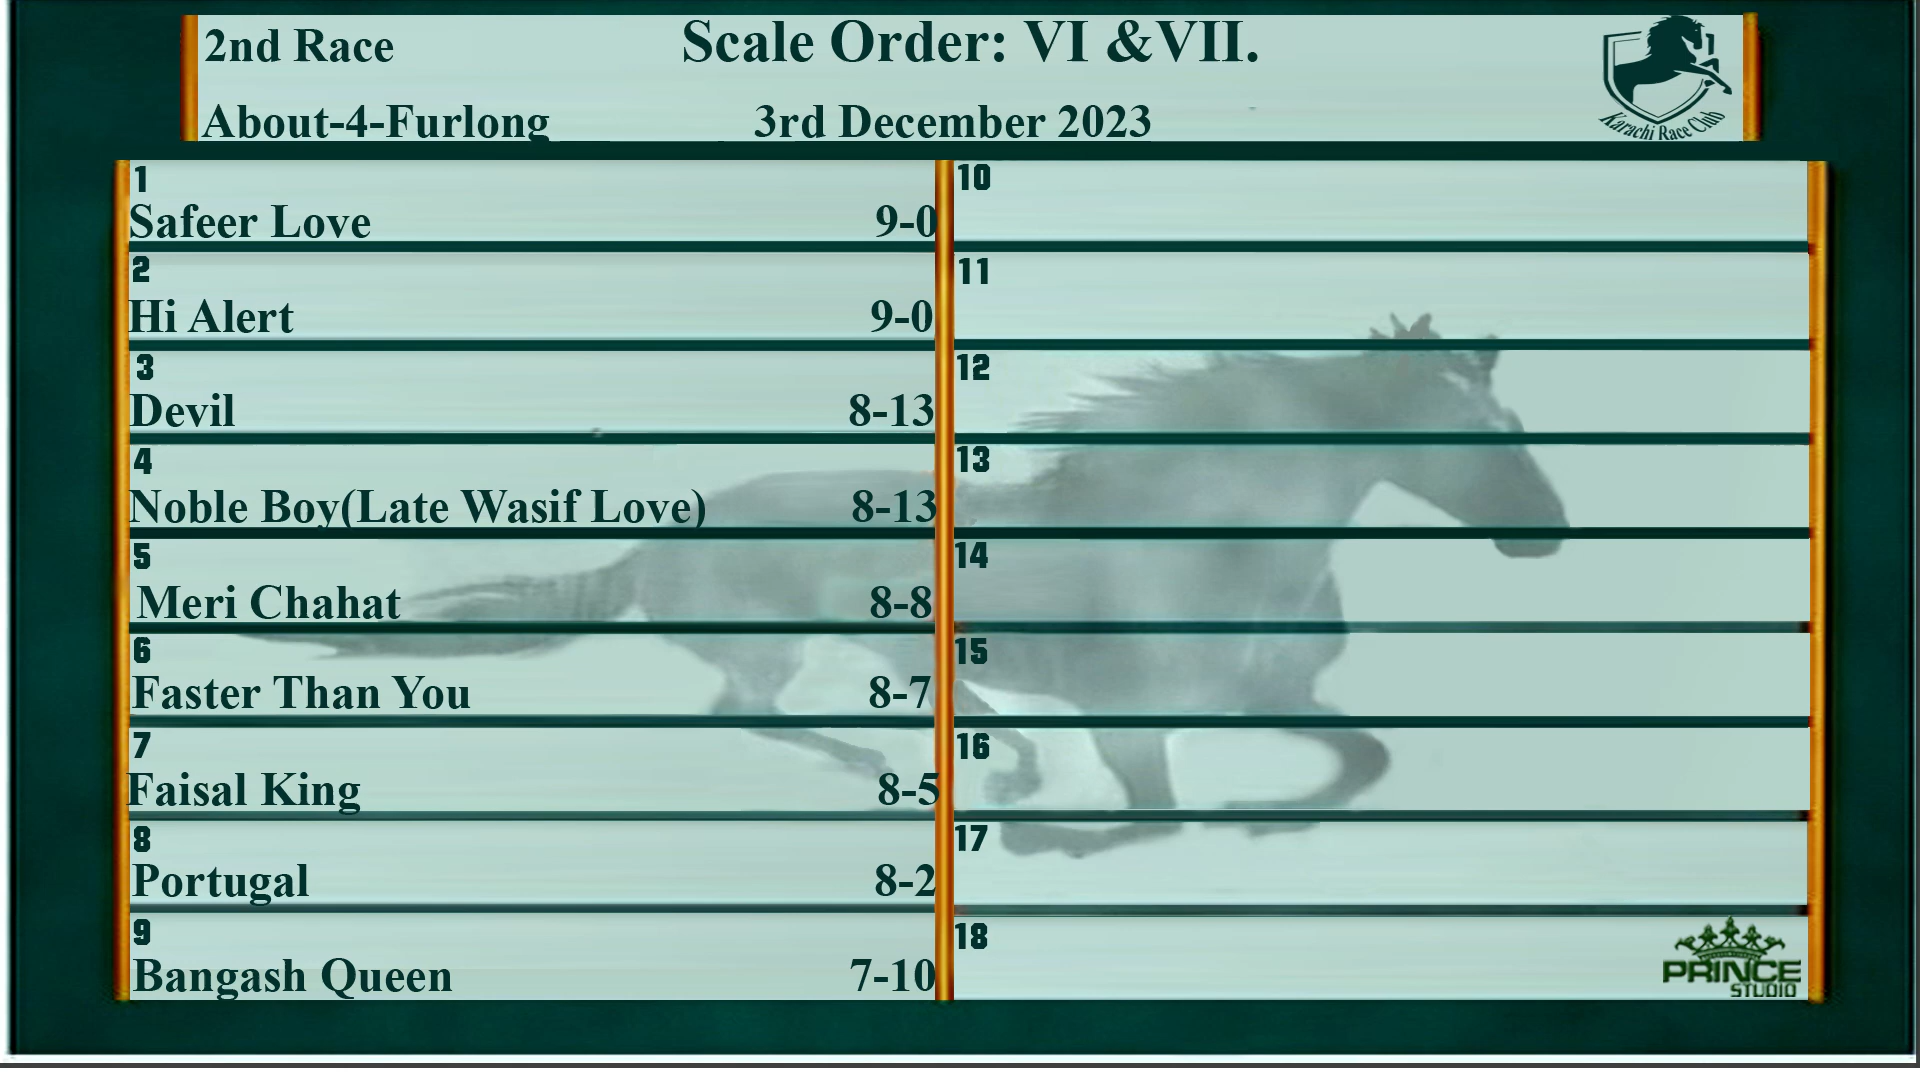 2nd Race
Scale Order: VI &VII.
About-4-Furlong
3rd December 2023
Karachi Race Club
1
Safeer Love 9-0
2
Hi Alert 9-0
3
Devil 8-13
4
Noble Boy(Late Wasif Love) 8-13
5
Meri Chahat 8-8
6
Faster Than You 8-7
7
Faisal King 8-5
8
Portugal 8-2
9
Bangash Queen 7-10
10
11
12
13
14
15
16
17
18
PRINCE
STUDIO